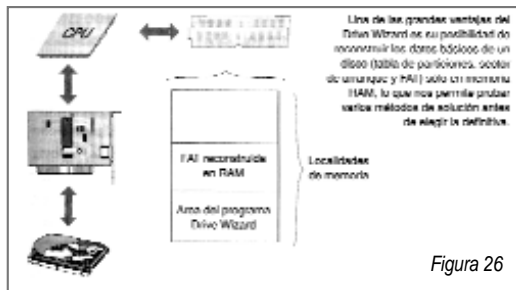 CPU
Una de las grandes ventajas del
Drive Wizard es su posibilidad de
reconstruir los datos básicos de un
disco (tabla de particiones, sector
de arranque y FAT) sólo en memoria
RAM, lo que nos permite probar
varios métodos de solución antes
de elegir la definitiva.
FAT reconstruida
en RAM
Area del programa
Drive Wizard
Localidades
de memoria
Figura 26